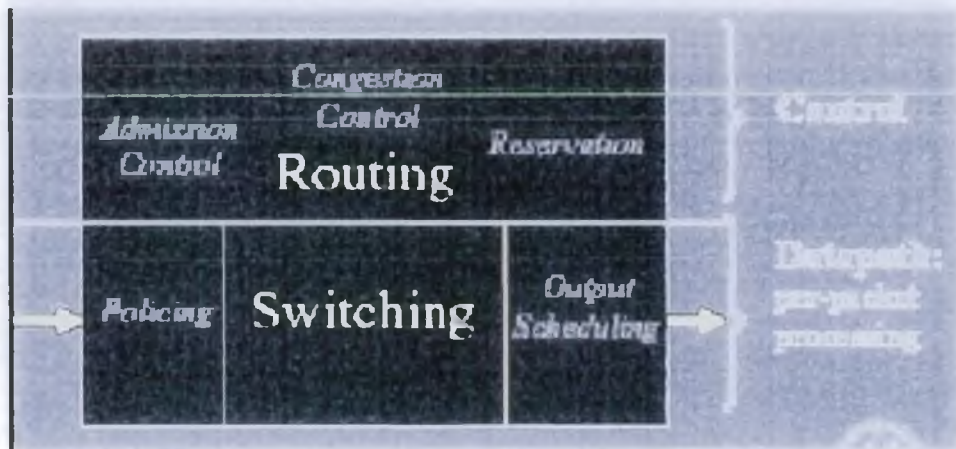 Congestion
Control
Admission
Control
Reservation
Routing
Control
Policing
Switching
Output
Scheduling
Datapath:
per-packet
processing